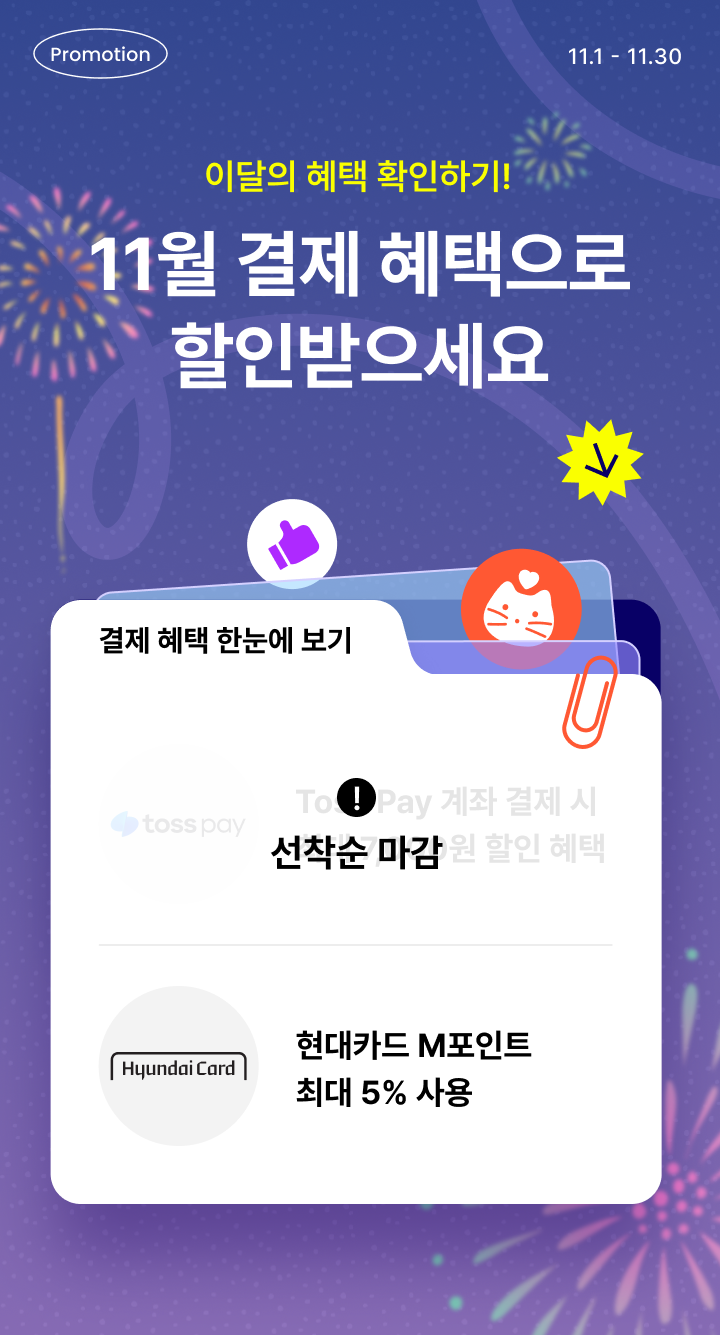 Promotion
11.1 - 11.30
이달의 혜택 확인하기!
11월 결제 혜택으로
할인받으세요
결제 혜택 한눈에 보기
toss pay
Pay 계좌 결제 시
원 할인 혜택
선착순 마감
Hyundai Card
현대카드 M포인트
최대 5% 사용